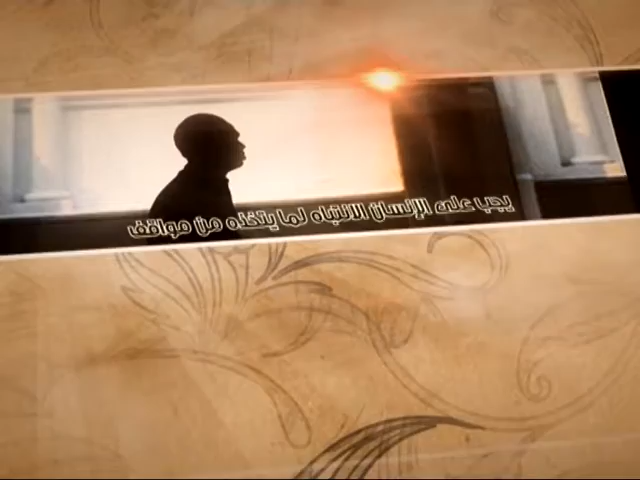 يجب على الإنسان الانتباه لما يتخذه من مواقف